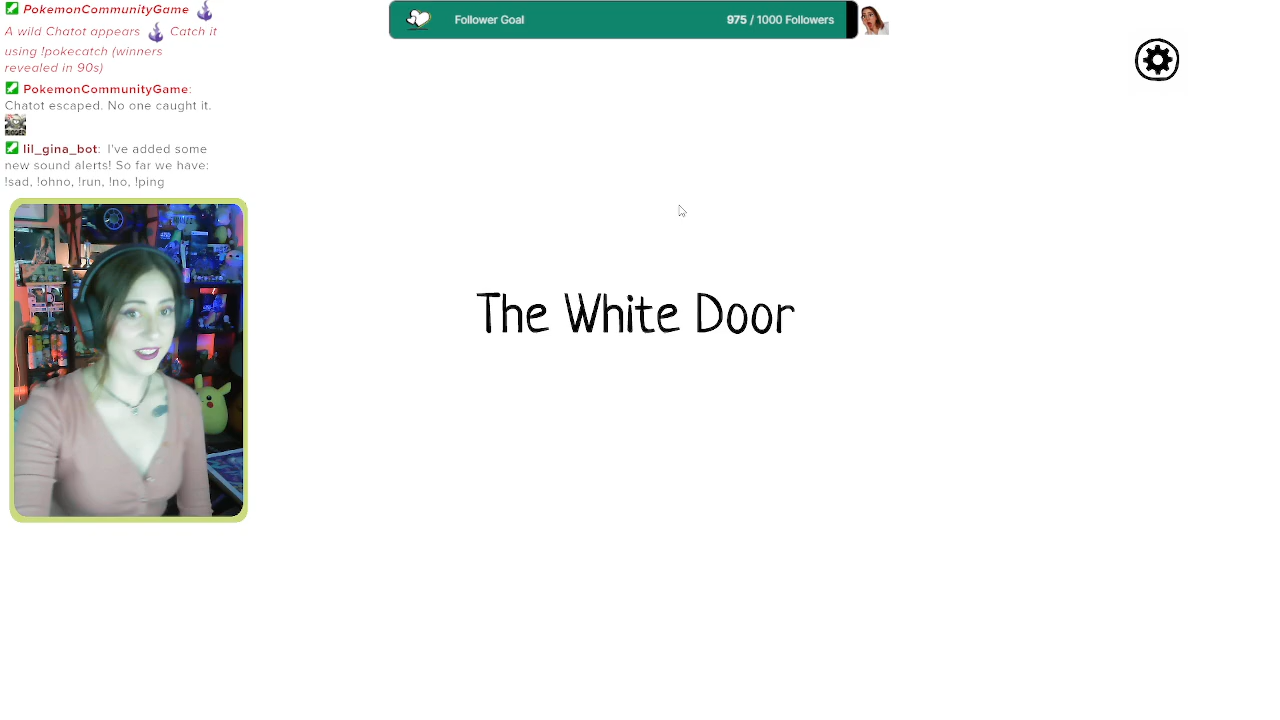 PokemonCommunityGame
A wild Chatot appears Catch it
using !pokecatch (winners
revealed in 90s)
PokemonCommunityGame:
Chatot escaped. No one caught it.
lil_gina_bot: I've added some
new sound alerts! So far we have:
!sad, !ohno, !run, !no, !ping
Follower Goal 975 / 1000 Followers
The White Door